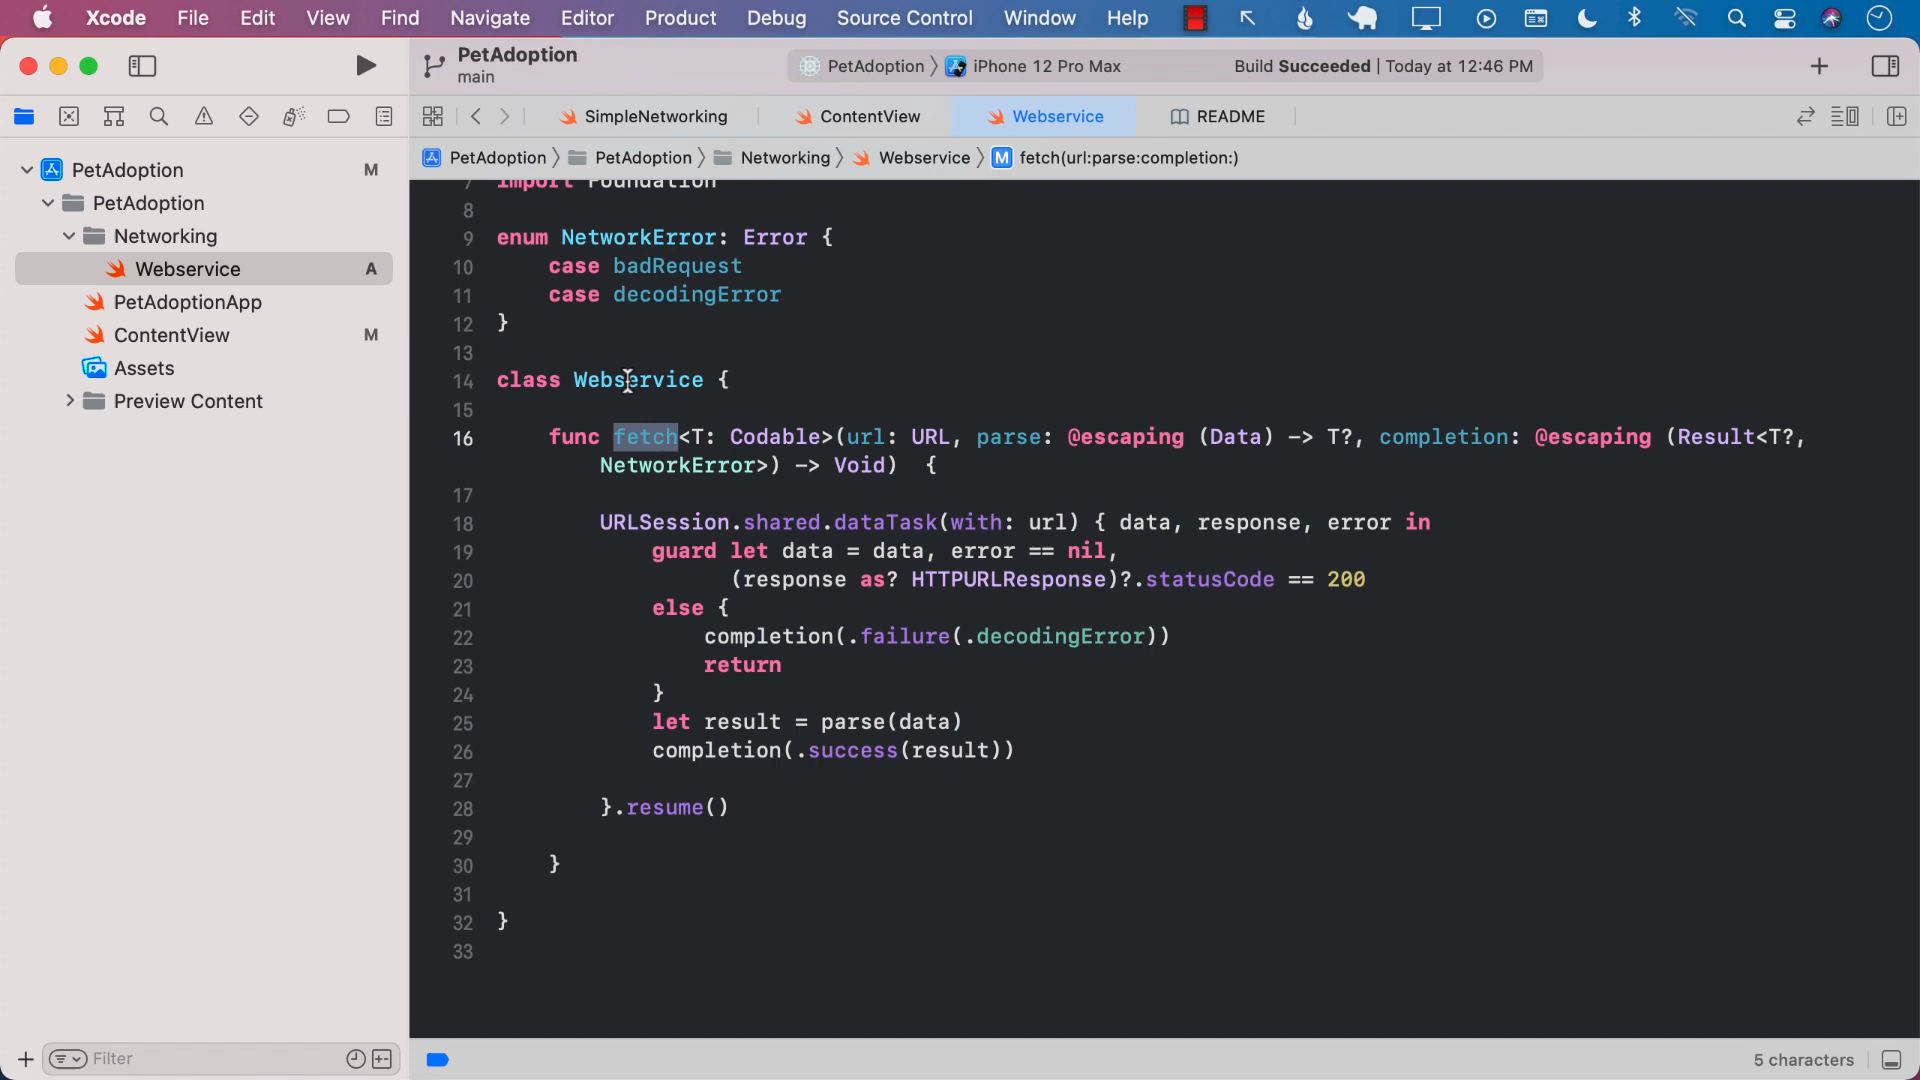 Xcode File Edit View Find Navigate Editor Product Debug Source Control Window Help
PetAdoption
main
PetAdoption 〉 iPhone 12 Pro Max
Build Succeeded | Today at 12:46 PM
SimpleNetworking
ContentView
Webservice
README
PetAdoption 〉 PetAdoption 〉 Networking 〉 Webservice 〉 M fetch(url:parse:completion:)
PetAdoption M
PetAdoption
Networking
Webservice A
PetAdoptionApp
ContentView M
Assets
Preview Content
Filter
7 import Foundation
8
9 enum NetworkError: Error {
10 case badRequest
11 case decodingError
12 }
13
14 class Webservice {
15
16 func fetch<T: Codable>(url: URL, parse: @escaping (Data) -> T?, completion: @escaping (Result<T?,
NetworkError>) -> Void)  {
17
18 URLSession.shared.dataTask(with: url) { data, response, error in
19 guard let data = data, error == nil,
20 (response as? HTTPURLResponse)?.statusCode == 200
21 else {
22 completion(.failure(.decodingError))
23 return
24 }
25 let result = parse(data)
26 completion(.success(result))
27
28 }.resume()
29
30 }
31
32 }
33
5 characters